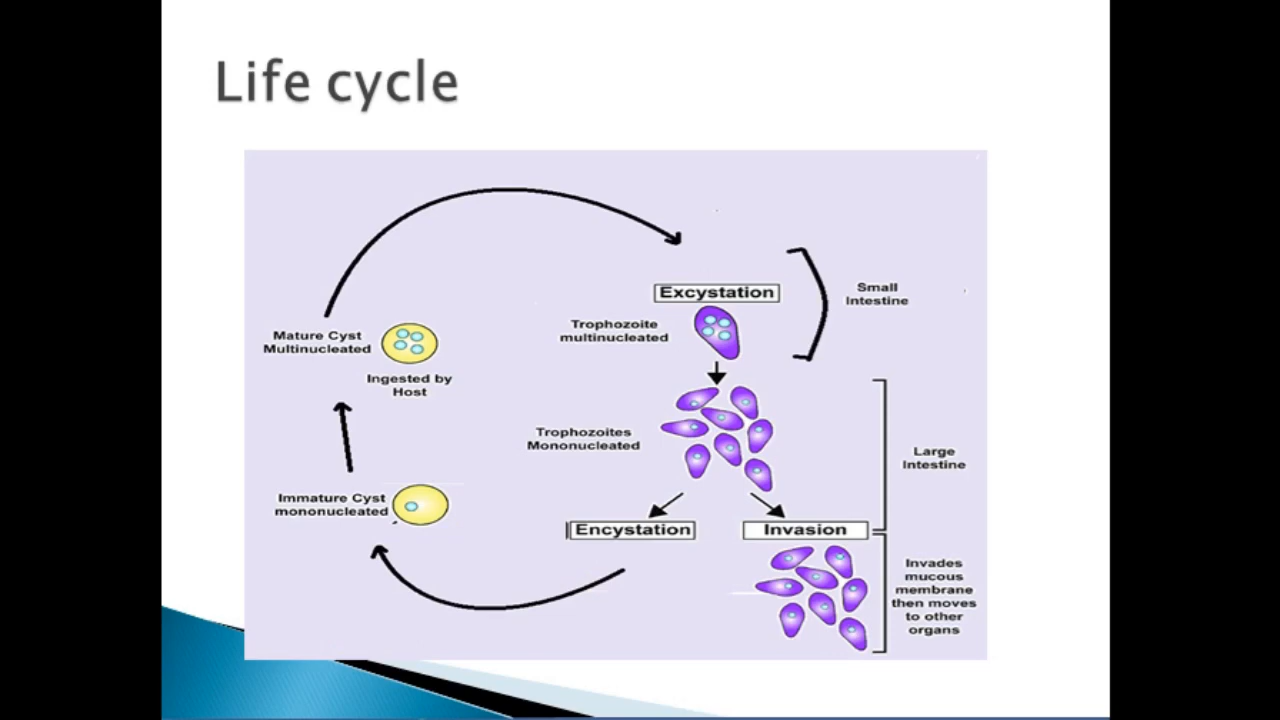 Life cycle
Excystation
Small
Intestine
Trophozoite
multinucleated
Mature Cyst
Multinucleated
Ingested by
Host
Trophozoites
Mononucleated
Large
Intestine
Immature Cyst
mononucleated
Encystation
Invasion
Invades
mucous
membrane
then moves
to other
organs